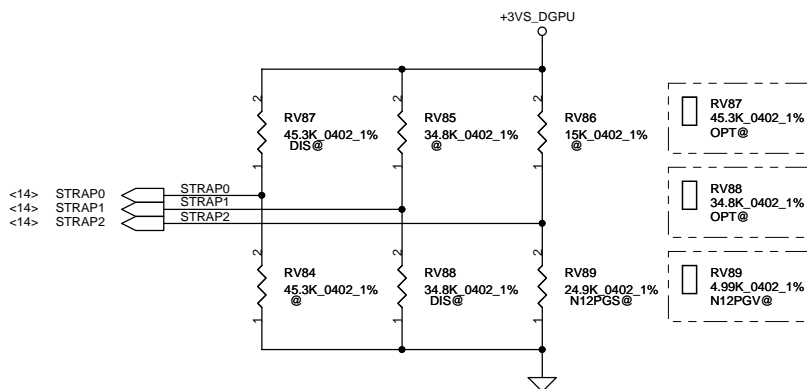 +3VS_DGPU
2
RV87
45.3K_0402_1%
DIS@
1
2
RV85
34.8K_0402_1%
@
1
2
RV86
15K_0402_1%
@
1
RV87
45.3K_0402_1%
OPT@
<14> STRAP0 STRAP0
<14> STRAP1 STRAP1
<14> STRAP2 STRAP2
RV88
34.8K_0402_1%
OPT@
2
RV84
45.3K_0402_1%
@
1
2
RV88
34.8K_0402_1%
DIS@
1
2
RV89
24.9K_0402_1%
N12PGS@
1
RV89
4.99K_0402_1%
N12PGV@